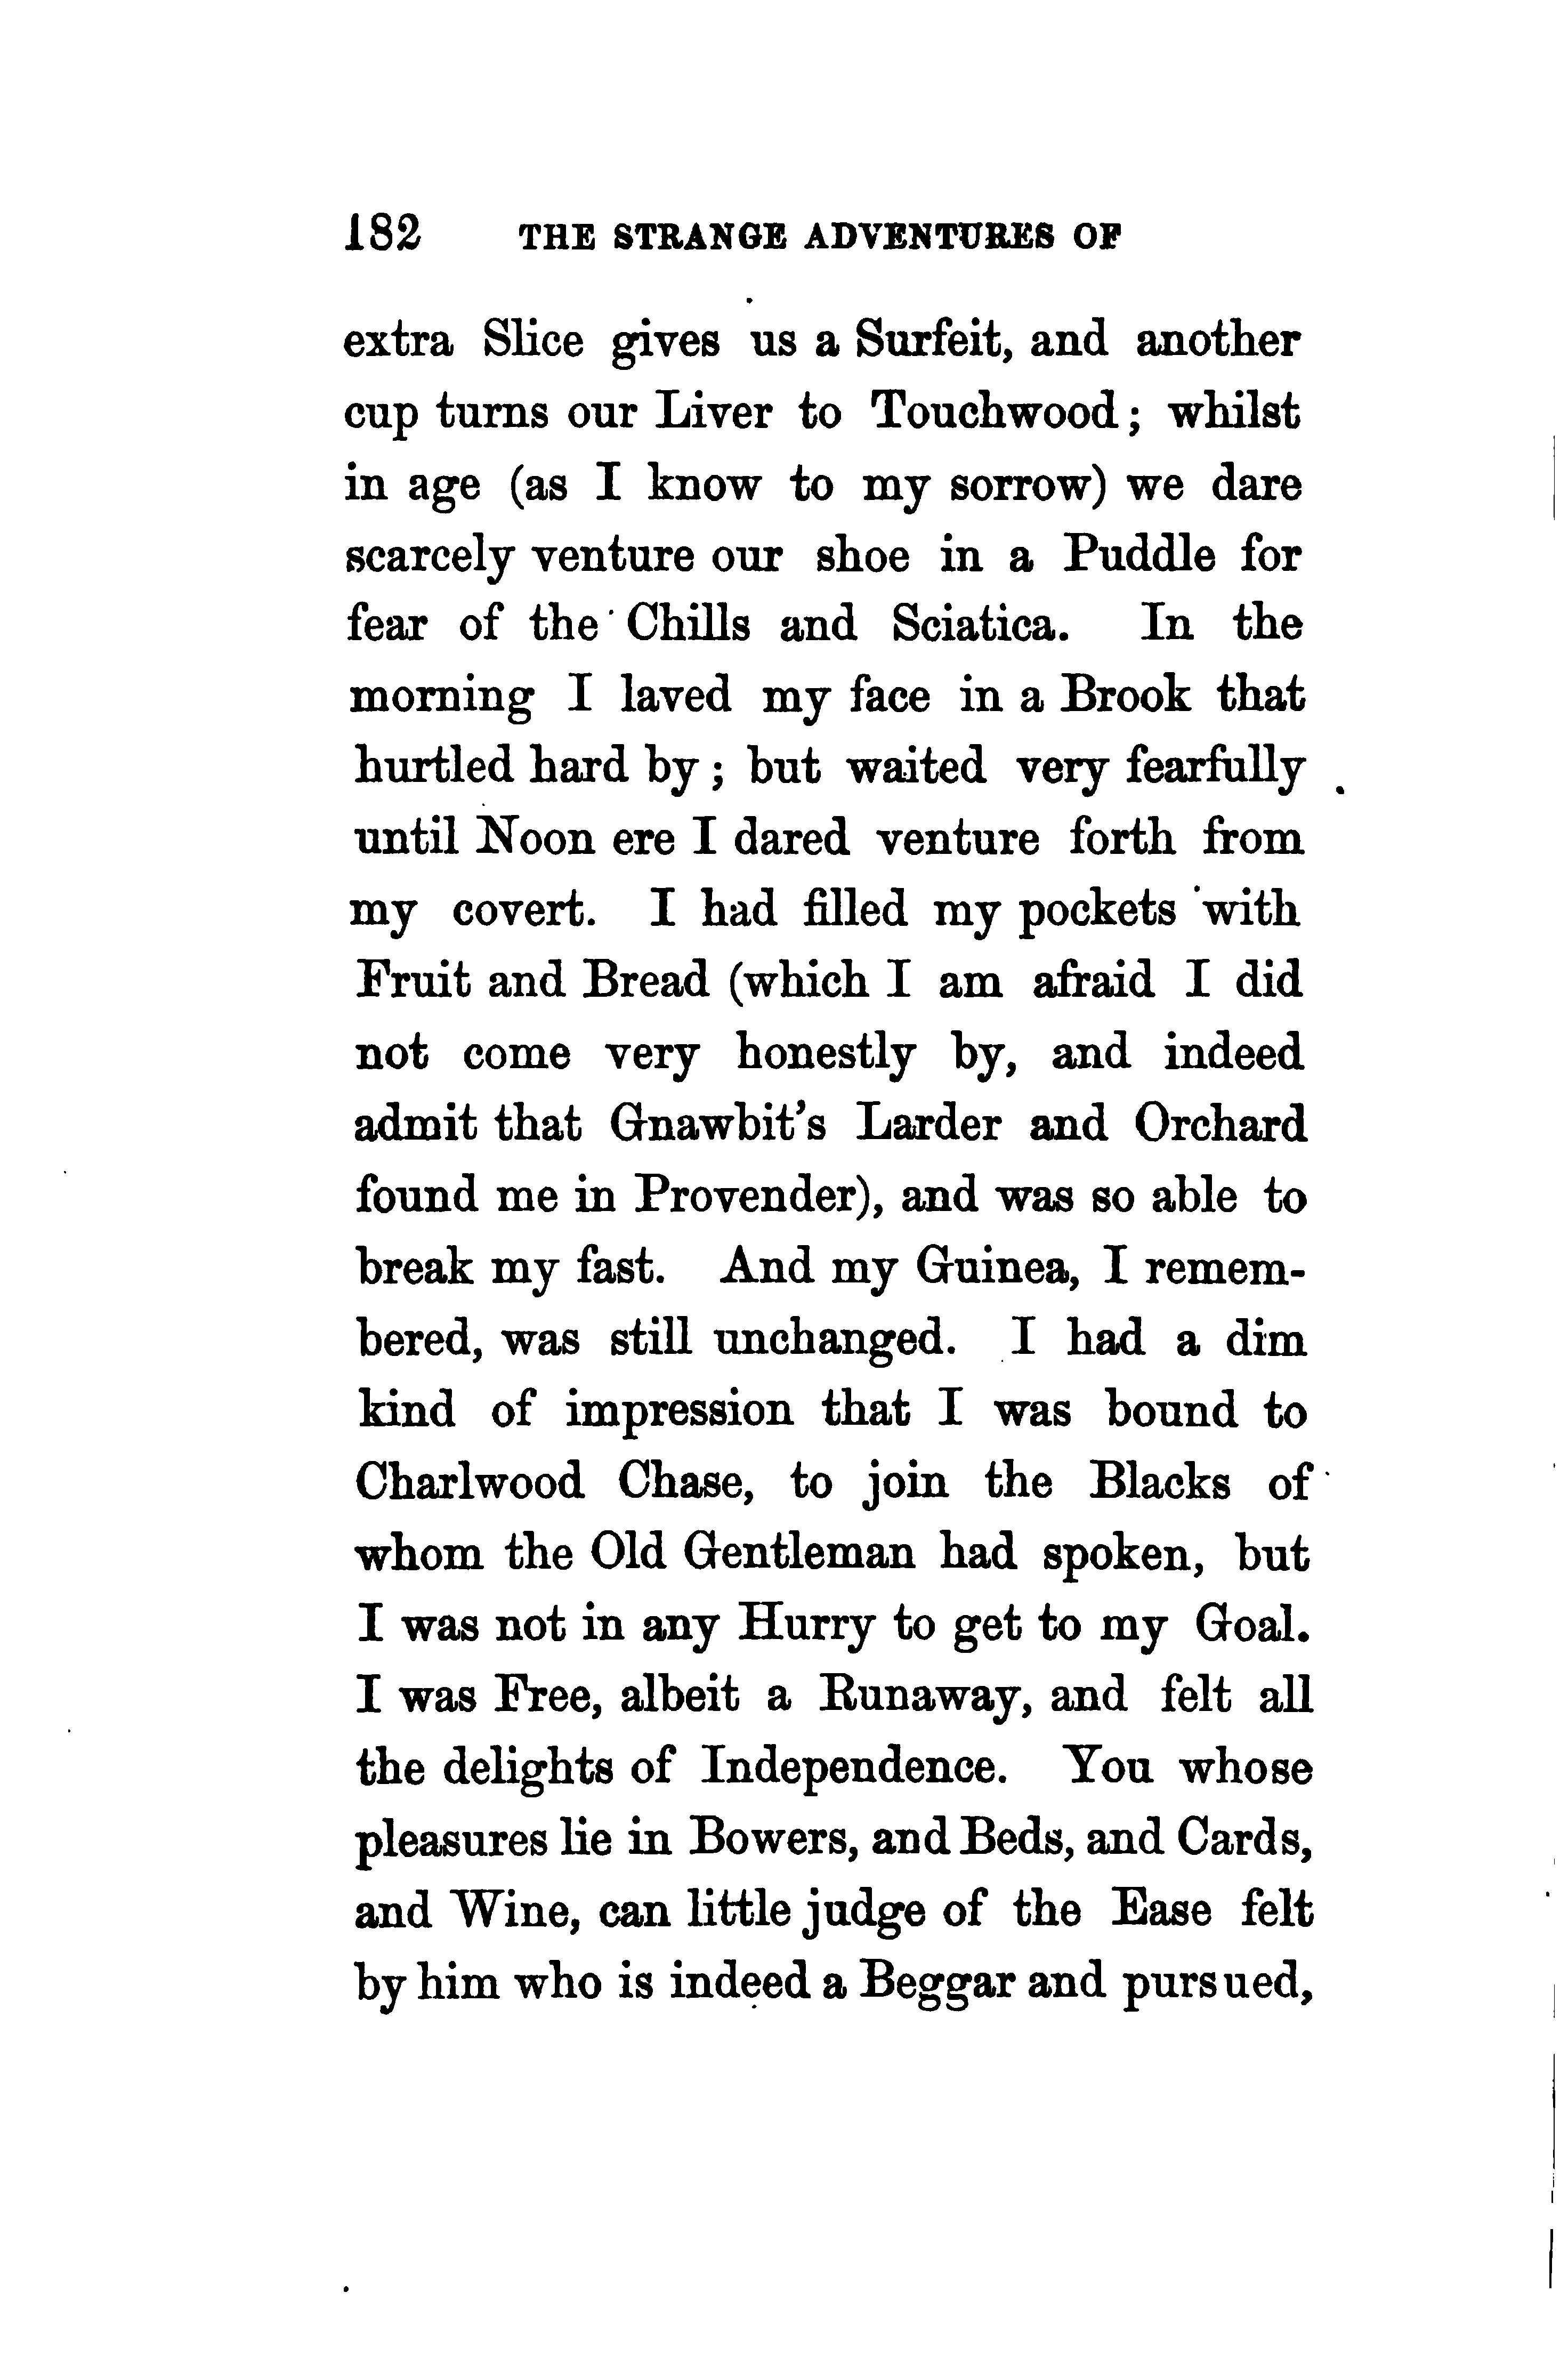 182 THE STRANGE ADVENTURES OF
extra Slice gives us a Surfeit, and another
cup turns our Liver to Touchwood; whilst
in age (as I know to my sorrow) we dare
scarcely venture our shoe in a Puddle for
fear of the Chills and Sciatica. In the
morning I laved my face in a Brook that
hurtled hard by; but waited very fearfully
until Noon ere I dared venture forth from
my covert. I had filled my pockets with
Fruit and Bread (which I am afraid I did
not come very honestly by, and indeed
admit that Gnawbit's Larder and Orchard
found me in Provender), and was so able to
break my fast. And my Guinea, I remem-
bered, was still unchanged. I had a dim
kind of impression that I was bound to
Charlwood Chase, to join the Blacks of
whom the Old Gentleman had spoken, but
I was not in any Hurry to get to my Goal.
I was Free, albeit a Runaway, and felt all
the delights of Independence. You whose
pleasures lie in Bowers, and Beds, and Cards,
and Wine, can little judge of the Ease felt
by him who is indeed a Beggar and pursued,